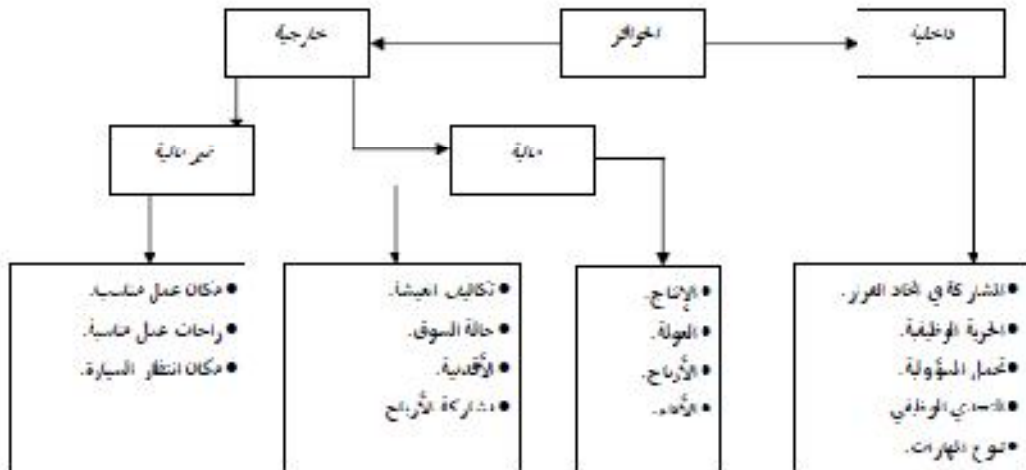 داخلية
الحوافز
خارجية
مالية
غير مالية
المشاركة في اتخاذ القرار.
الحرية الوظيفية.
تحمل المسؤولية.
التحدي الوظيفي
تنوع المهارات.
الإنتاج.
العمولة.
الأرباح.
الأداء.
تكاليف المعيشة.
حالة السوق.
الأقدمية.
مشاركة الأرباح
مكان عمل مناسب.
راحات عمل مناسبة.
مكان انتظار السيارة.